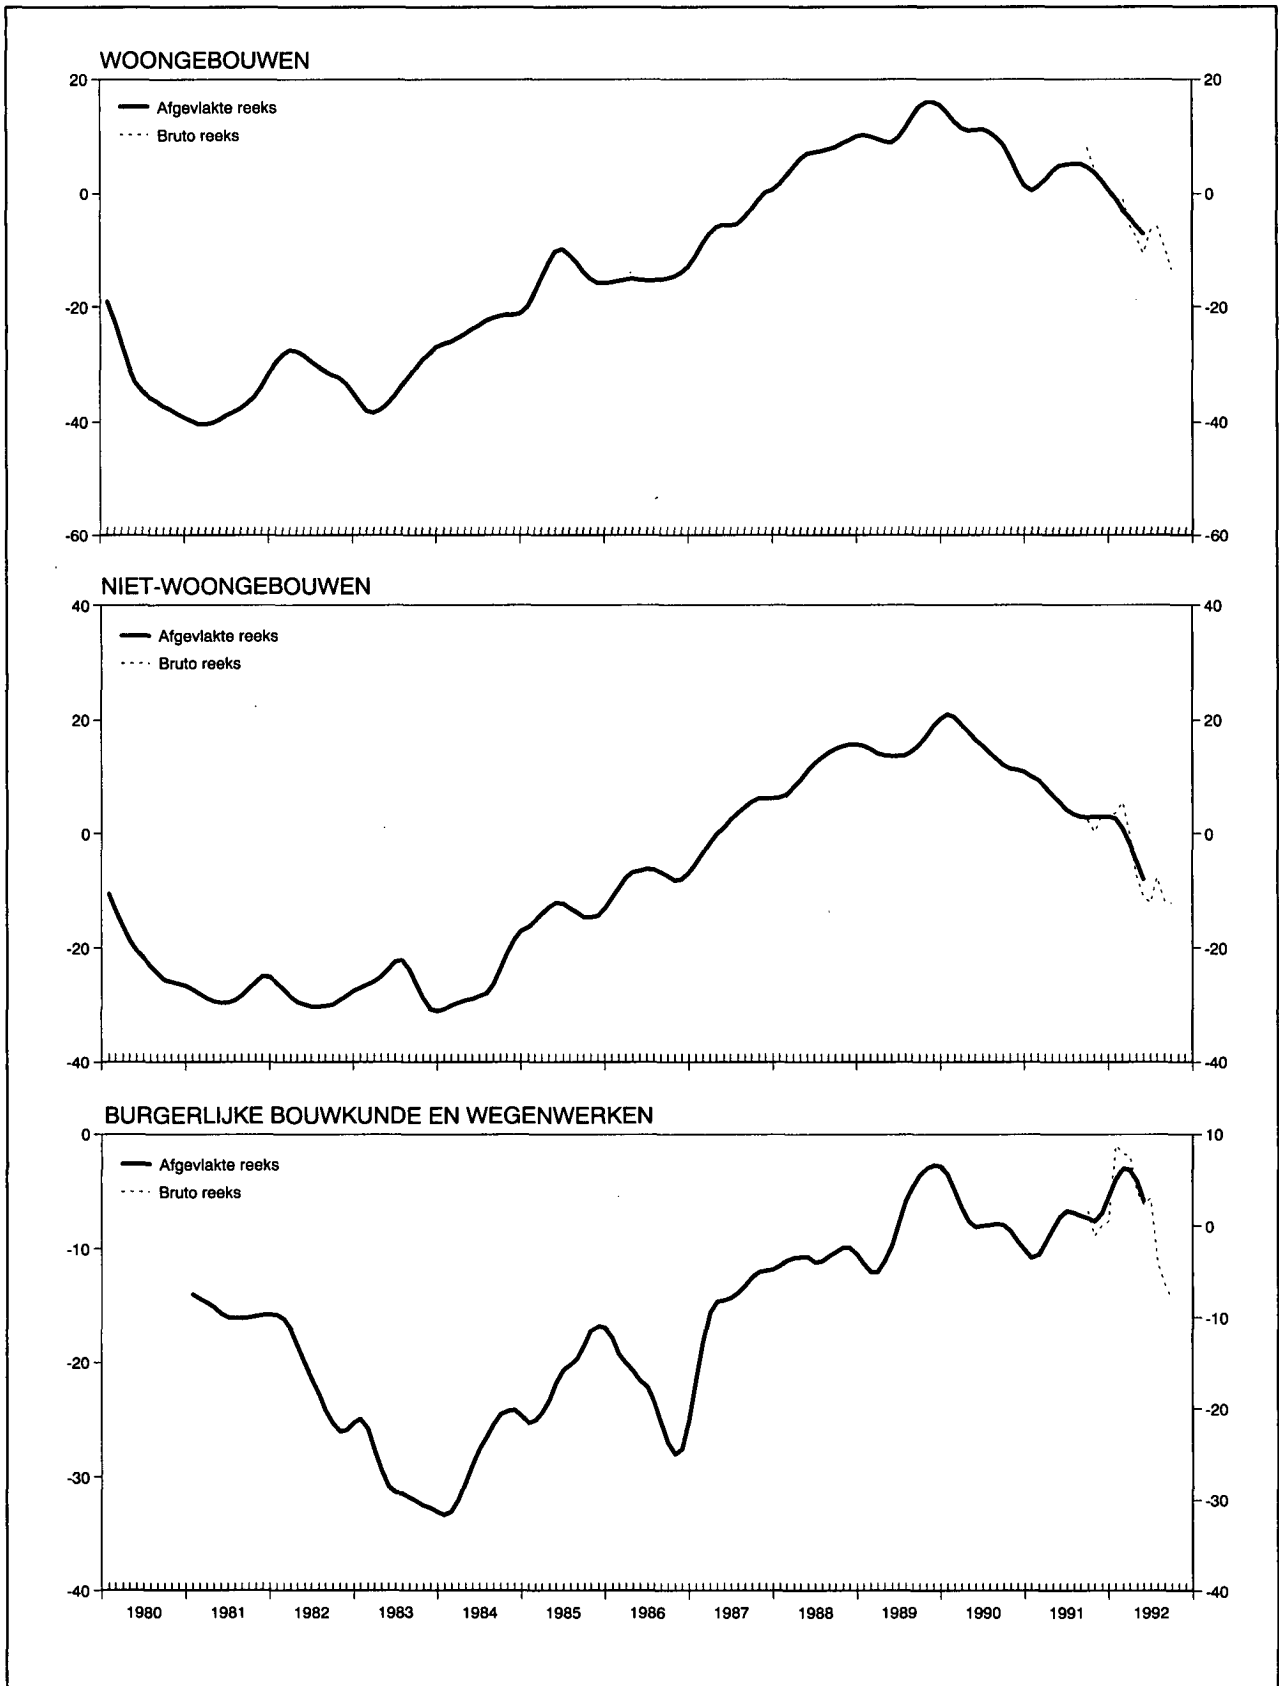 WOONGEBOUWEN
20 20
Afgevlakte reeks
Bruto reeks
0 0
-20 -20
-40 -40
-60 -60
NIET-WOONGEBOUWEN
40 40
Afgevlakte reeks
Bruto reeks
20 20
0 0
-20 -20
-40 -40
BURGERLIJKE BOUWKUNDE EN WEGENWERKEN
0 10
Afgevlakte reeks
Bruto reeks
0
-10
-10
-20
-20
-30
-30
-40 -40
1980 1981 1982 1983 1984 1985 1986 1987 1988 1989 1990 1991 1992